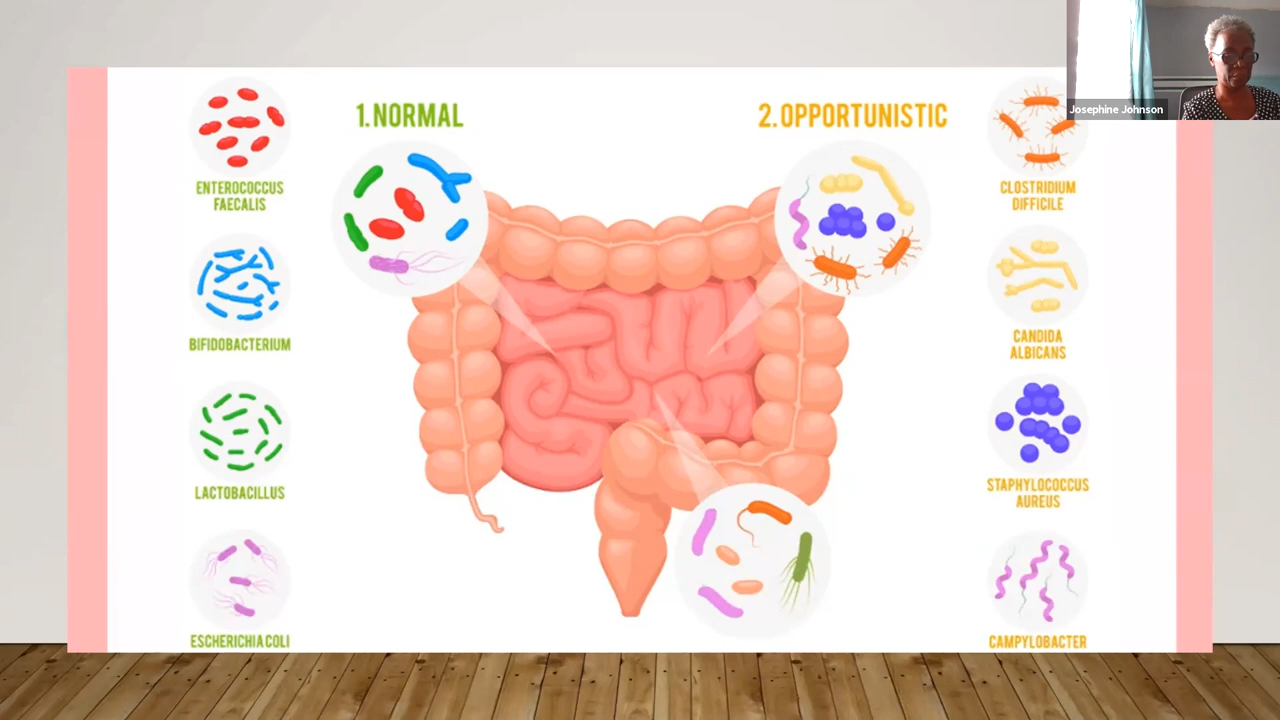 Josephine Johnson
1. NORMAL
2. OPPORTUNISTIC
ENTEROCOCCUS
FAECALIS
BIFIDOBACTERIUM
LACTOBACILLUS
ESCHERICHIA COLI
CLOSTRIDIUM
DIFFICILE
CANDIDA
ALBICANS
STAPHYLOCOCCUS
AUREUS
CAMPYLOBACTER